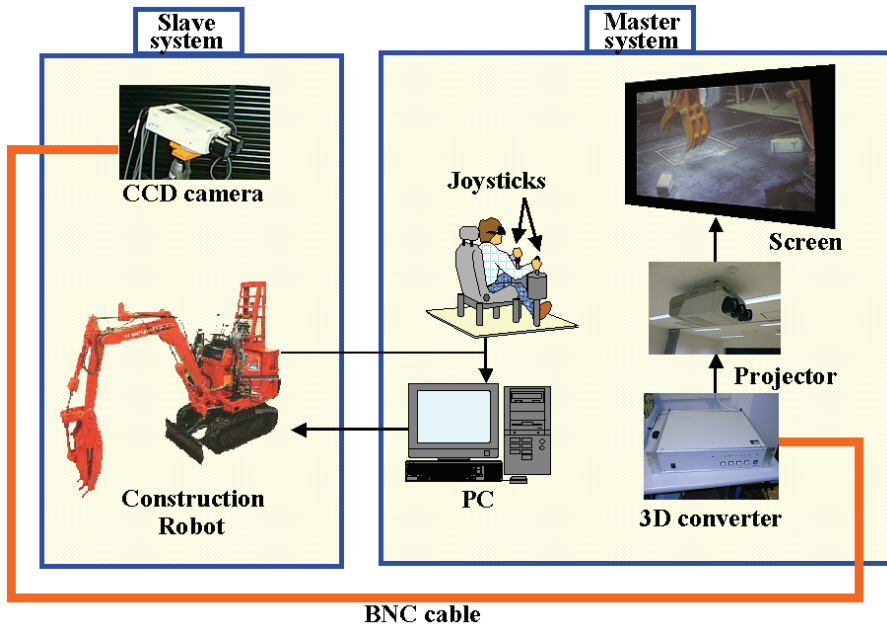 Slave
system
Master
system
CCD camera
Joysticks
Screen
Projector
Construction
Robot
PC
3D converter
BNC cable